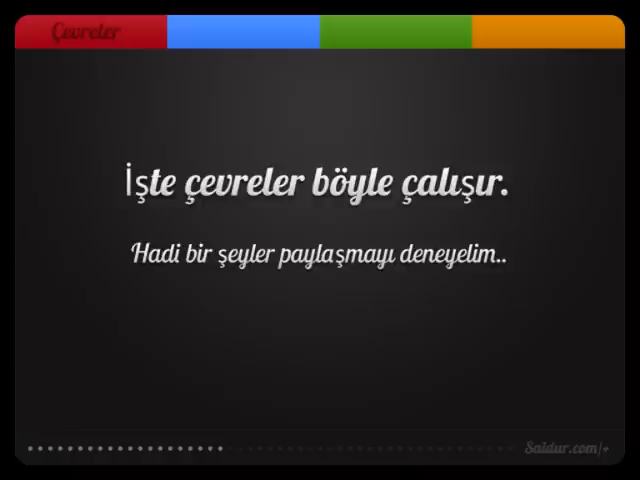 Çevreler
İşte çevreler böyle çalışır.
Hadi bir şeyler paylaşmayı deneyelim..
Saidur.com/+